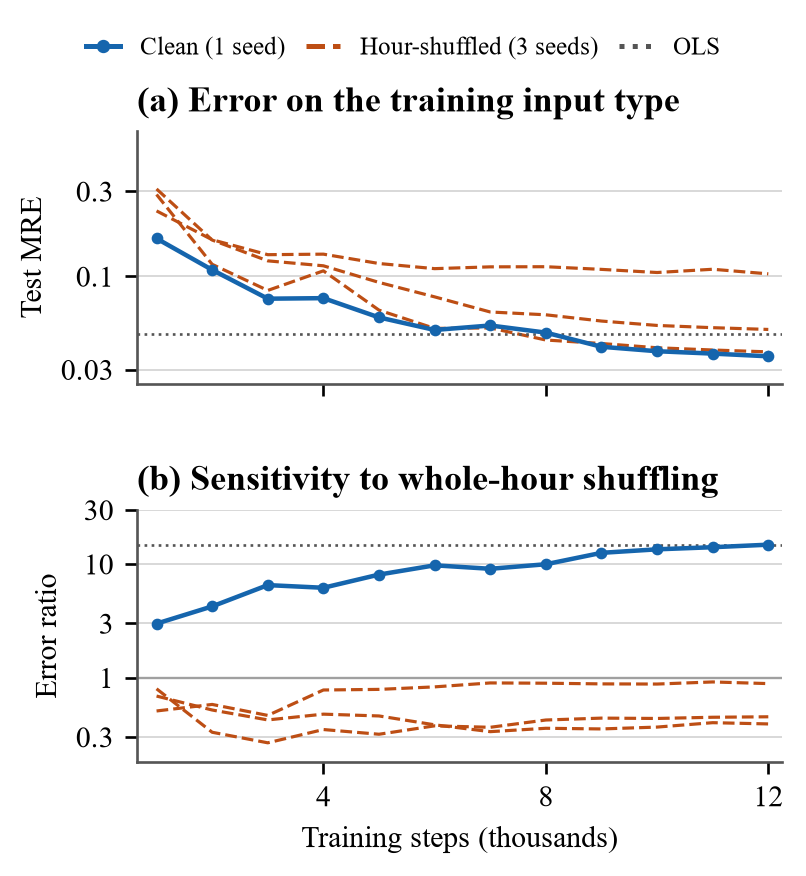 Clean (1 seed) Hour-shuffled (3 seeds) OLS
(a) Error on the training input type
0.3
0.1
0.03
Test MRE
(b) Sensitivity to whole-hour shuffling
30
10
3
1
0.3
Error ratio
4 8 12
Training steps (thousands)